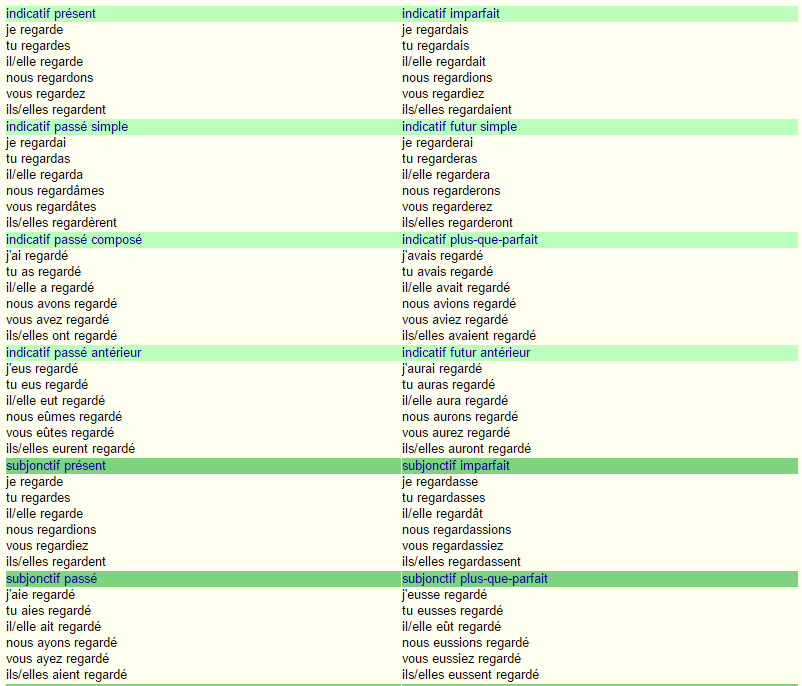 indicatif présent
je regarde
tu regardes
il/elle regarde
nous regardons
vous regardez
ils/elles regardent
indicatif imparfait
je regardais
tu regardais
il/elle regardait
nous regardions
vous regardiez
ils/elles regardaient
indicatif passé simple
je regardai
tu regardas
il/elle regarda
nous regardâmes
vous regardâtes
ils/elles regardèrent
indicatif futur simple
je regarderai
tu regarderas
il/elle regardera
nous regarderons
vous regarderez
ils/elles regarderont
indicatif passé composé
j'ai regardé
tu as regardé
il/elle a regardé
nous avons regardé
vous avez regardé
ils/elles ont regardé
indicatif plus-que-parfait
j'avais regardé
tu avais regardé
il/elle avait regardé
nous avions regardé
vous aviez regardé
ils/elles avaient regardé
indicatif passé antérieur
j'eus regardé
tu eus regardé
il/elle eut regardé
nous eûmes regardé
vous eûtes regardé
ils/elles eurent regardé
indicatif futur antérieur
j'aurai regardé
tu auras regardé
il/elle aura regardé
nous aurons regardé
vous aurez regardé
ils/elles auront regardé
subjonctif présent
je regarde
tu regardes
il/elle regarde
nous regardions
vous regardiez
ils/elles regardent
subjonctif imparfait
je regardasse
tu regardasses
il/elle regardât
nous regardassions
vous regardassiez
ils/elles regardassent
subjonctif passé
j'aie regardé
tu aies regardé
il/elle ait regardé
nous ayons regardé
vous ayez regardé
ils/elles aient regardé
subjonctif plus-que-parfait
j'eusse regardé
tu eusses regardé
il/elle eût regardé
nous eussions regardé
vous eussiez regardé
ils/elles eussent regardé